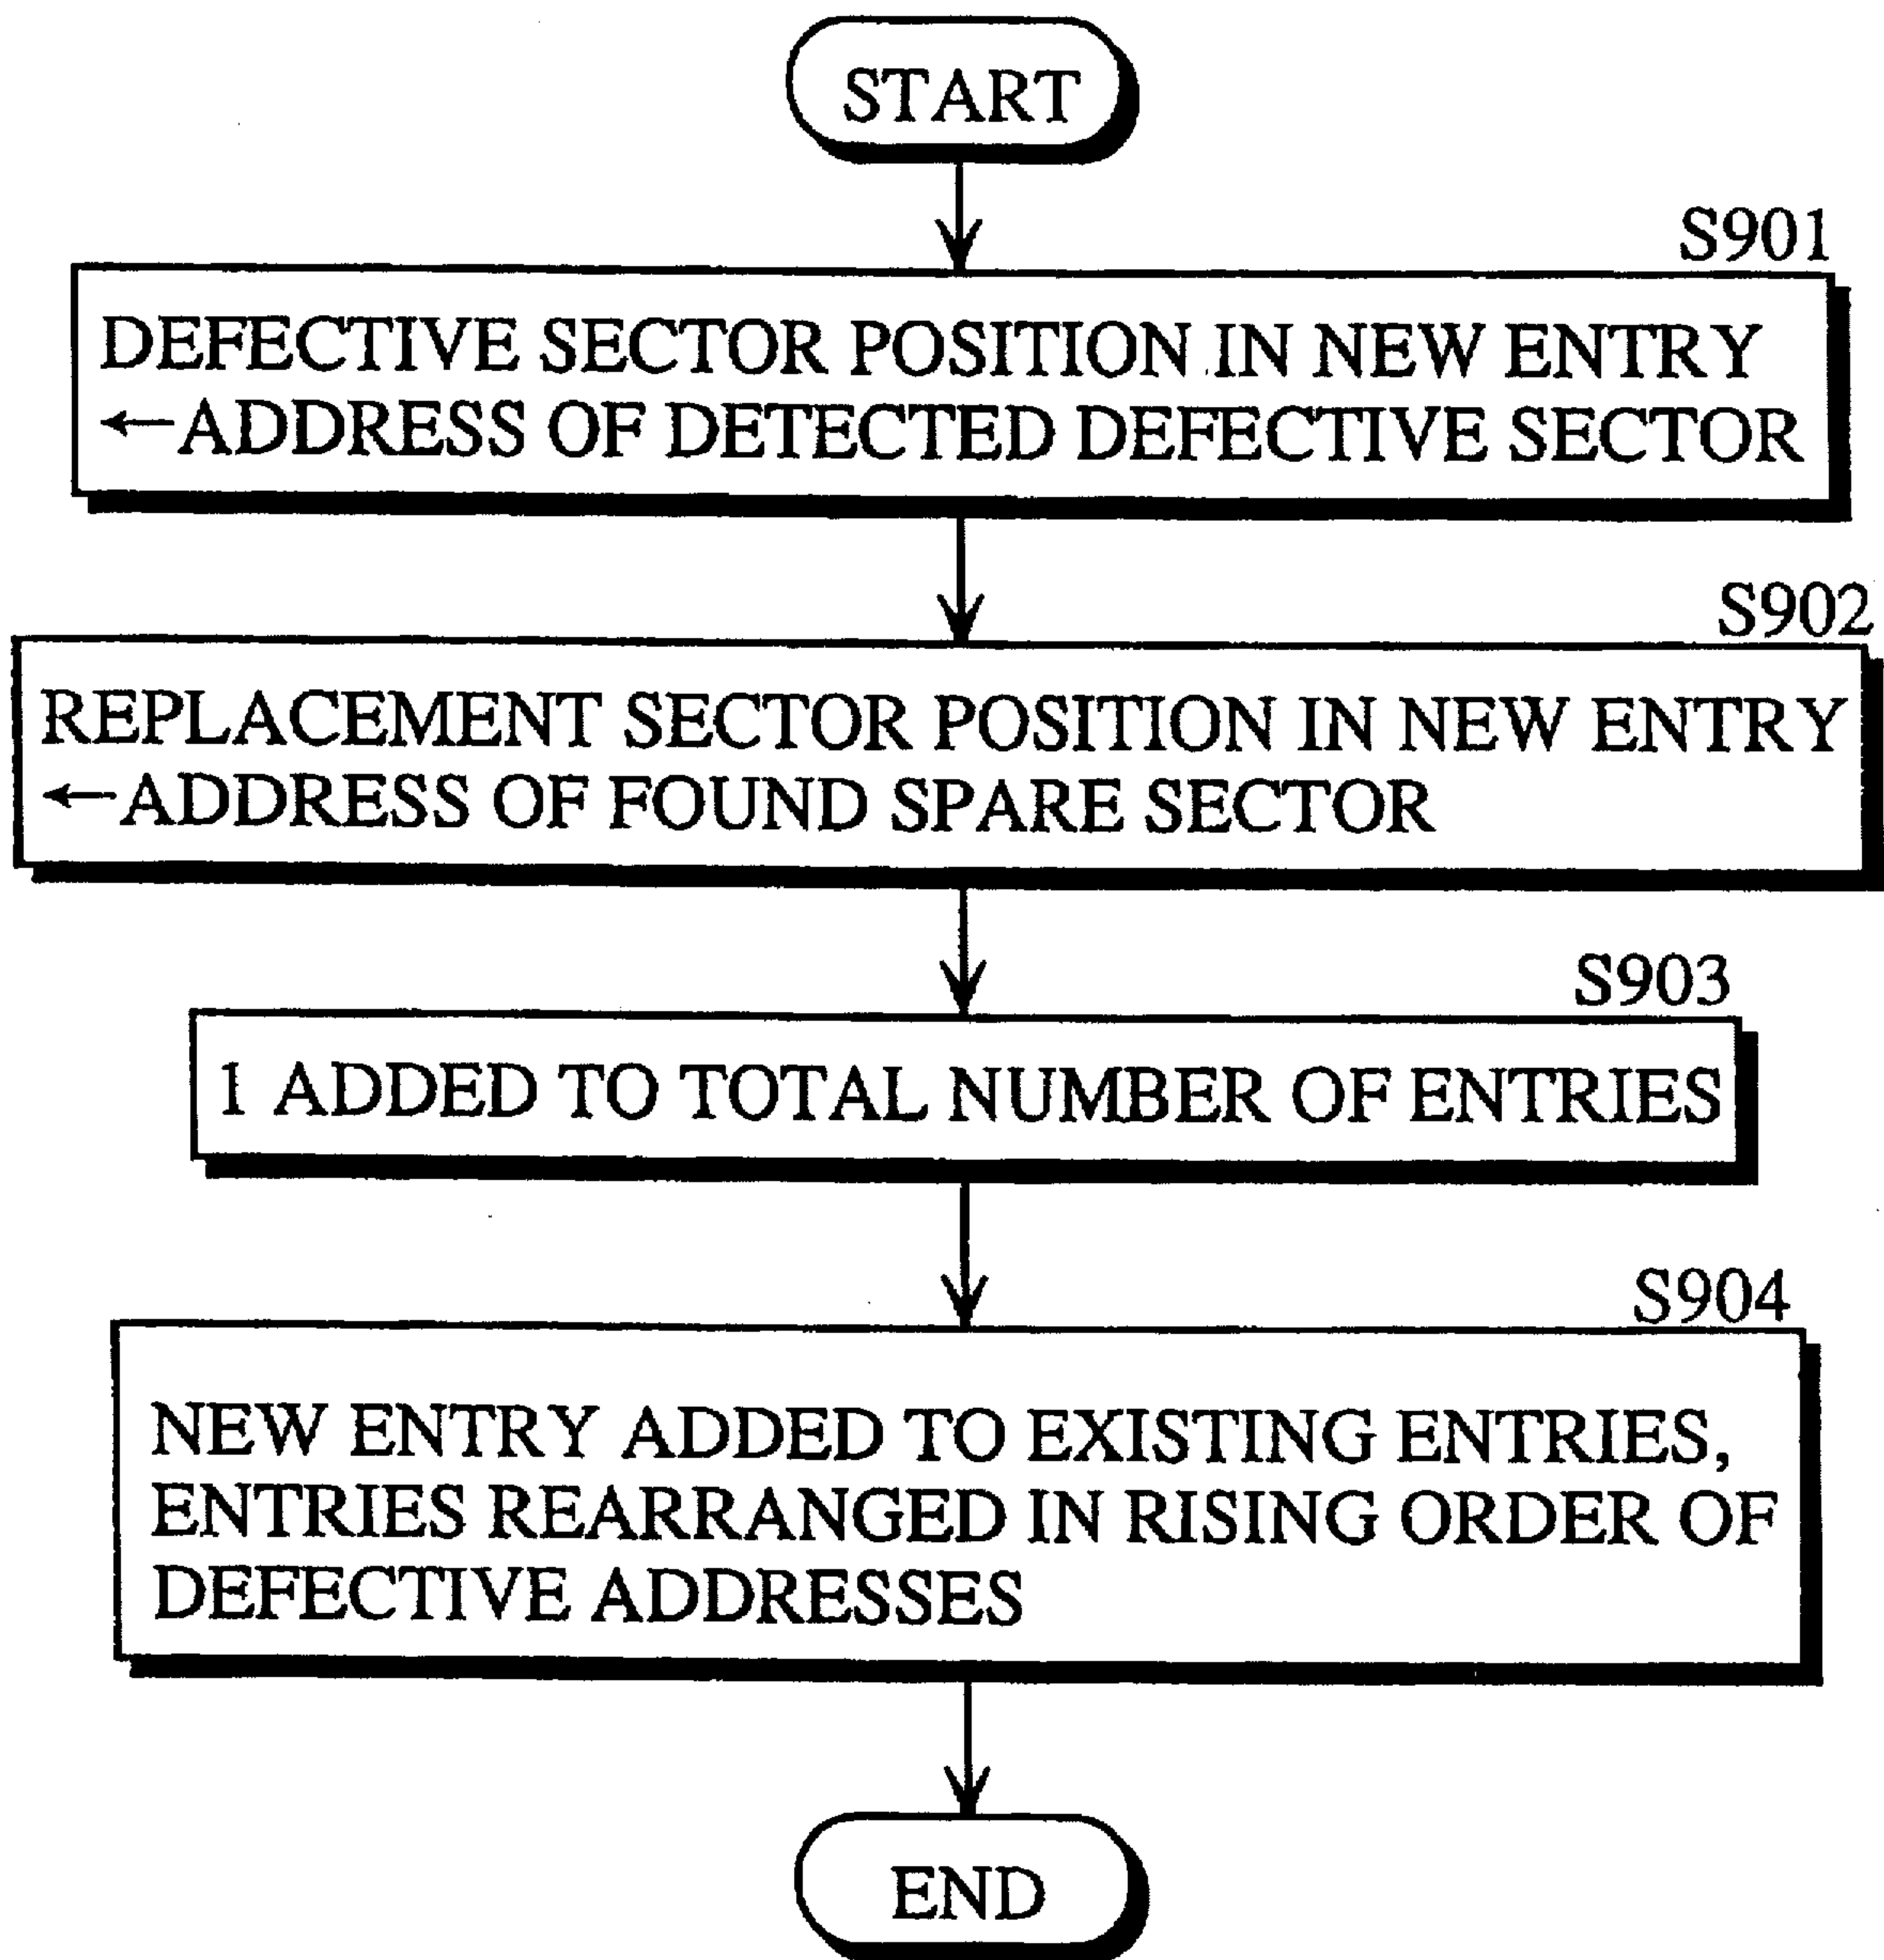 START
S901
DEFECTIVE SECTOR POSITION IN NEW ENTRY
←ADDRESS OF DETECTED DEFECTIVE SECTOR
S902
REPLACEMENT SECTOR POSITION IN NEW ENTRY
←ADDRESS OF FOUND SPARE SECTOR
S903
1 ADDED TO TOTAL NUMBER OF ENTRIES
S904
NEW ENTRY ADDED TO EXISTING ENTRIES,
ENTRIES REARRANGED IN RISING ORDER OF
DEFECTIVE ADDRESSES
END